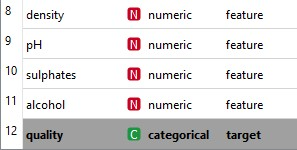 8 density N numeric feature
9 pH N numeric feature
10 sulphates N numeric feature
11 alcohol N numeric feature
12 quality C categorical target